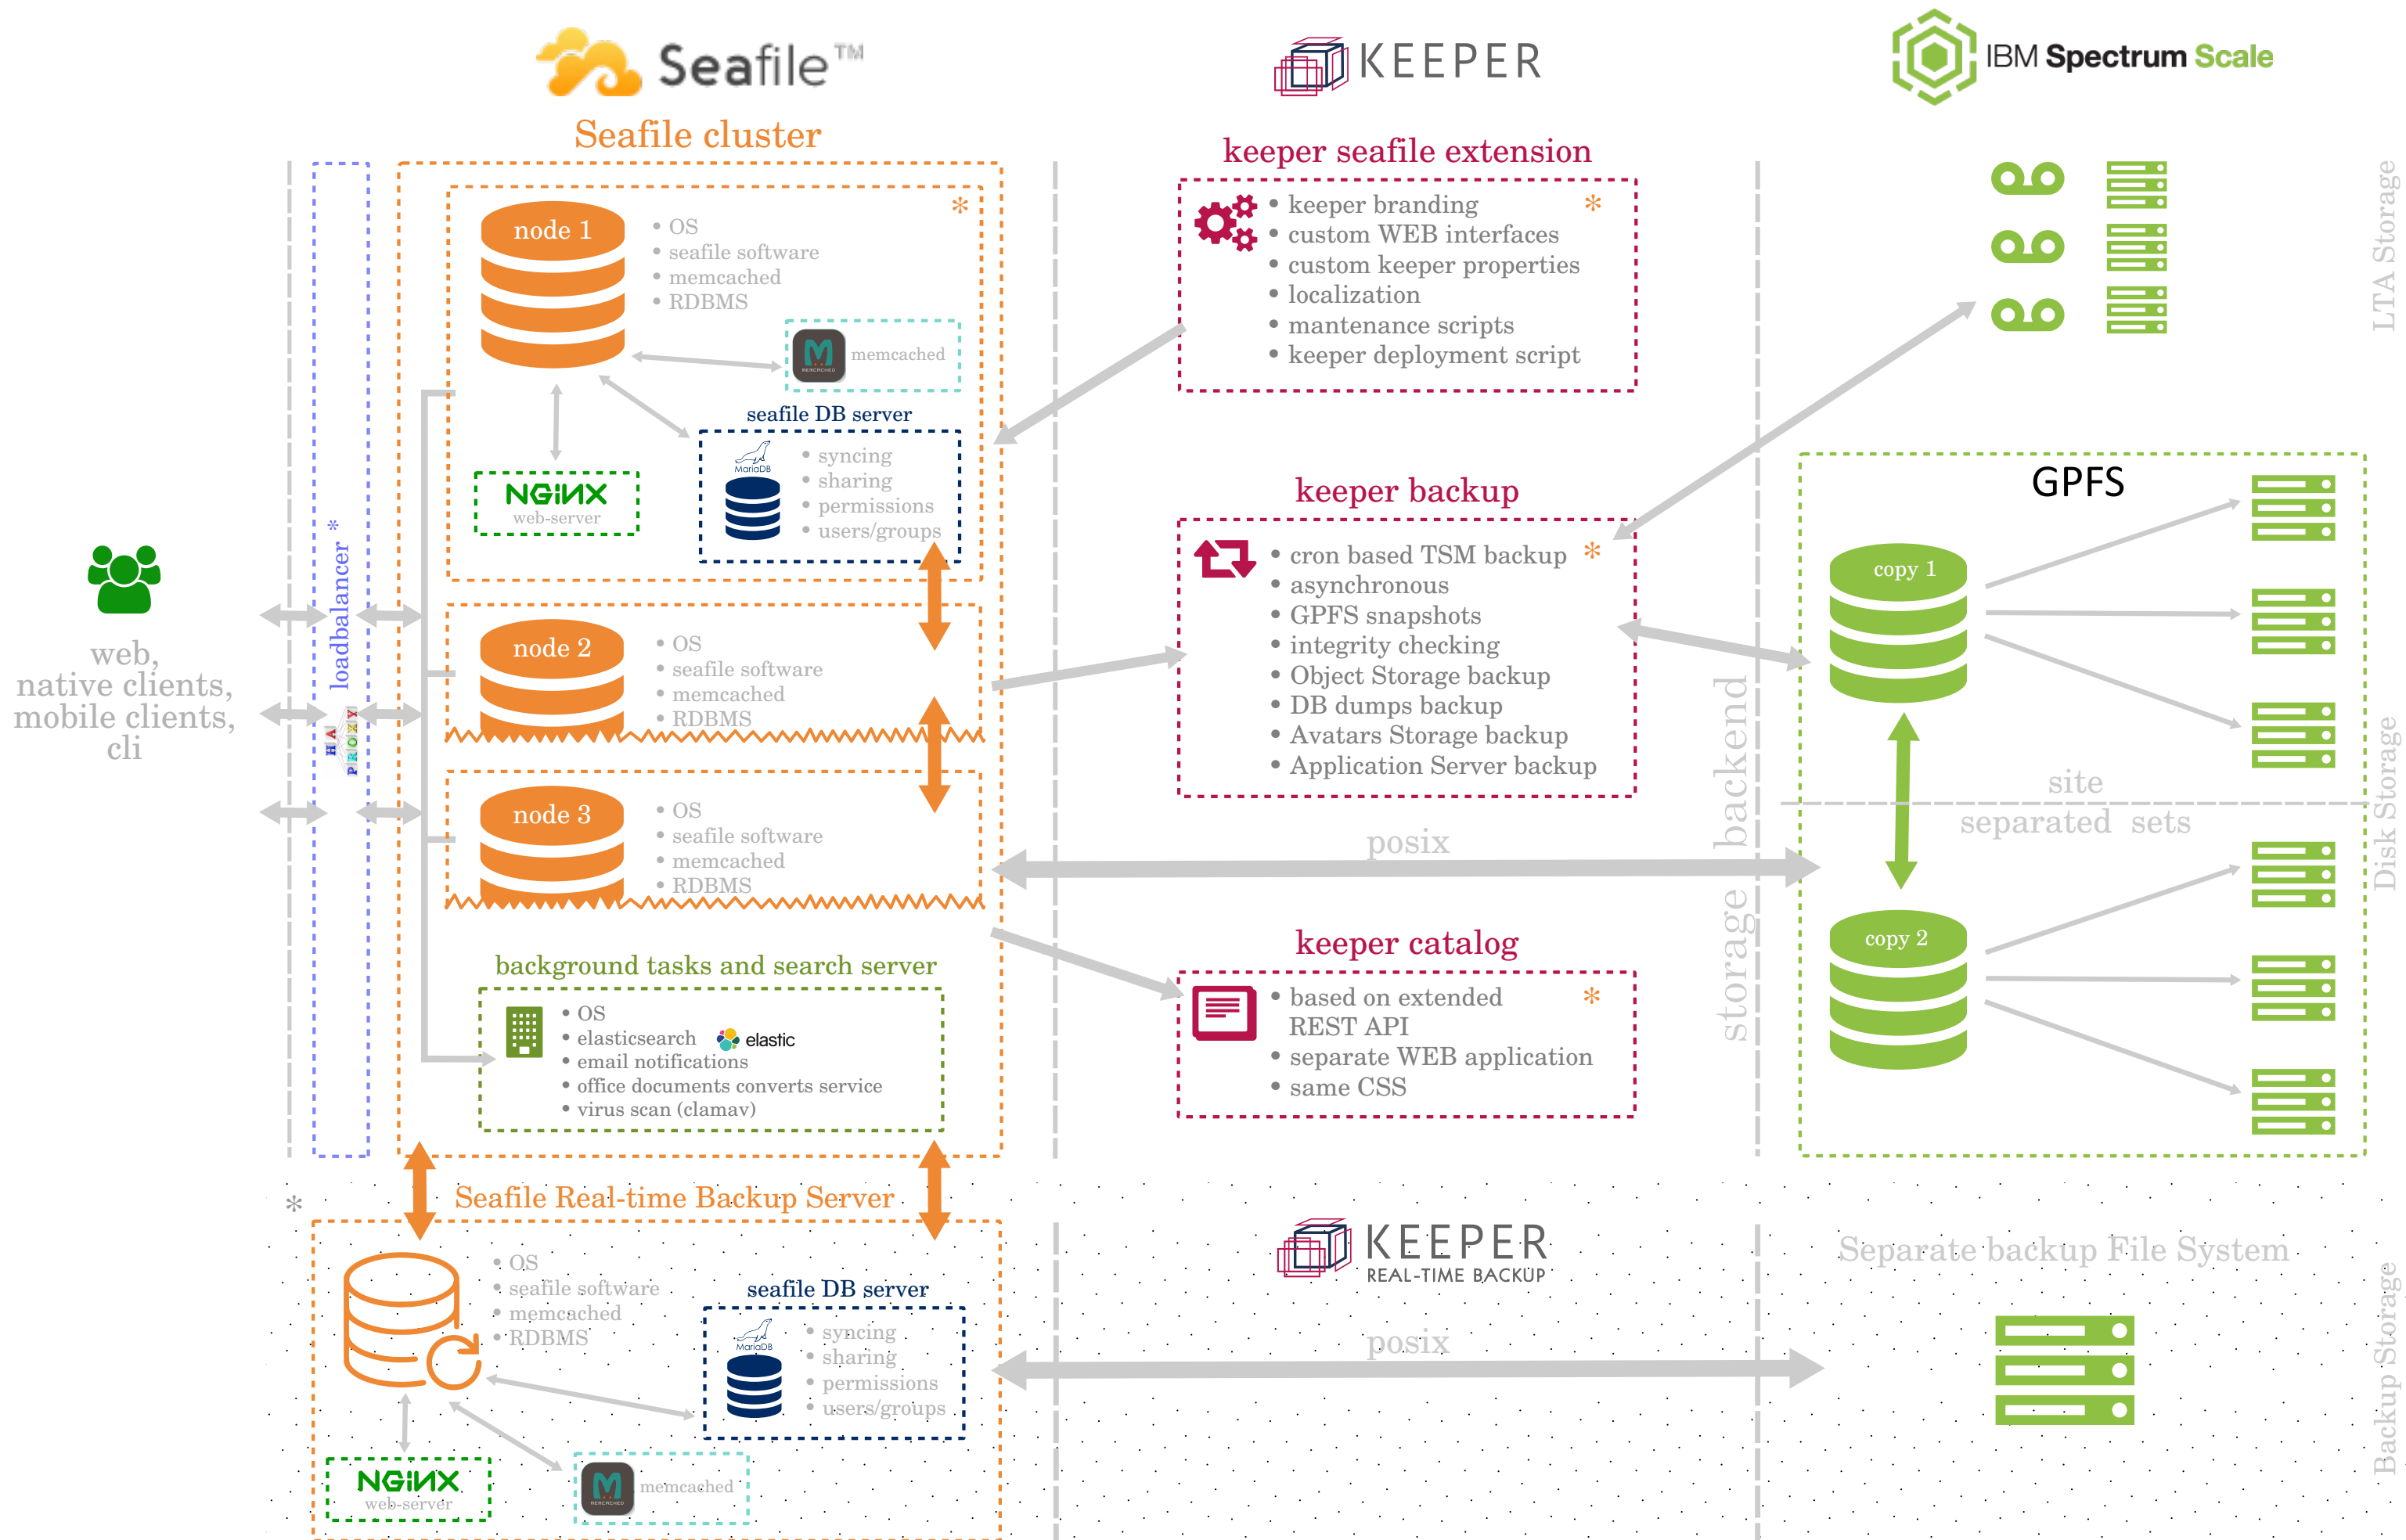 Seafile™
KEEPER
IBM Spectrum Scale
Seafile cluster
*
node 1
• OS
• seafile software
• memcached
• RDBMS
MEMCACHED
memcached
seafile DB server
MariaDB
• syncing
• sharing
• permissions
• users/groups
NGINX
web-server
node 2
• OS
• seafile software
• memcached
• RDBMS
node 3
• OS
• seafile software
• memcached
• RDBMS
background tasks and search server
• OS
• elasticsearch
elastic
• email notifications
• office documents converts service
• virus scan (clamav)
web,
native clients,
mobile clients,
cli
loadbalancer *
HA
PROXY
keeper seafile extension
• keeper branding *
• custom WEB interfaces
• custom keeper properties
• localization
• mantenance scripts
• keeper deployment script
keeper backup
• cron based TSM backup *
• asynchronous
• GPFS snapshots
• integrity checking
• Object Storage backup
• DB dumps backup
• Avatars Storage backup
• Application Server backup
posix
keeper catalog
• based on extended *
REST API
• separate WEB application
• same CSS
storage backend
LTA Storage
GPFS
copy 1
site
separated sets
copy 2
Disk Storage
*
Seafile Real-time Backup Server
• OS
• seafile software
• memcached
• RDBMS
seafile DB server
MariaDB
• syncing
• sharing
• permissions
• users/groups
NGINX
web-server
MEMCACHED
memcached
KEEPER
REAL-TIME BACKUP
posix
Separate backup File System
Backup Storage